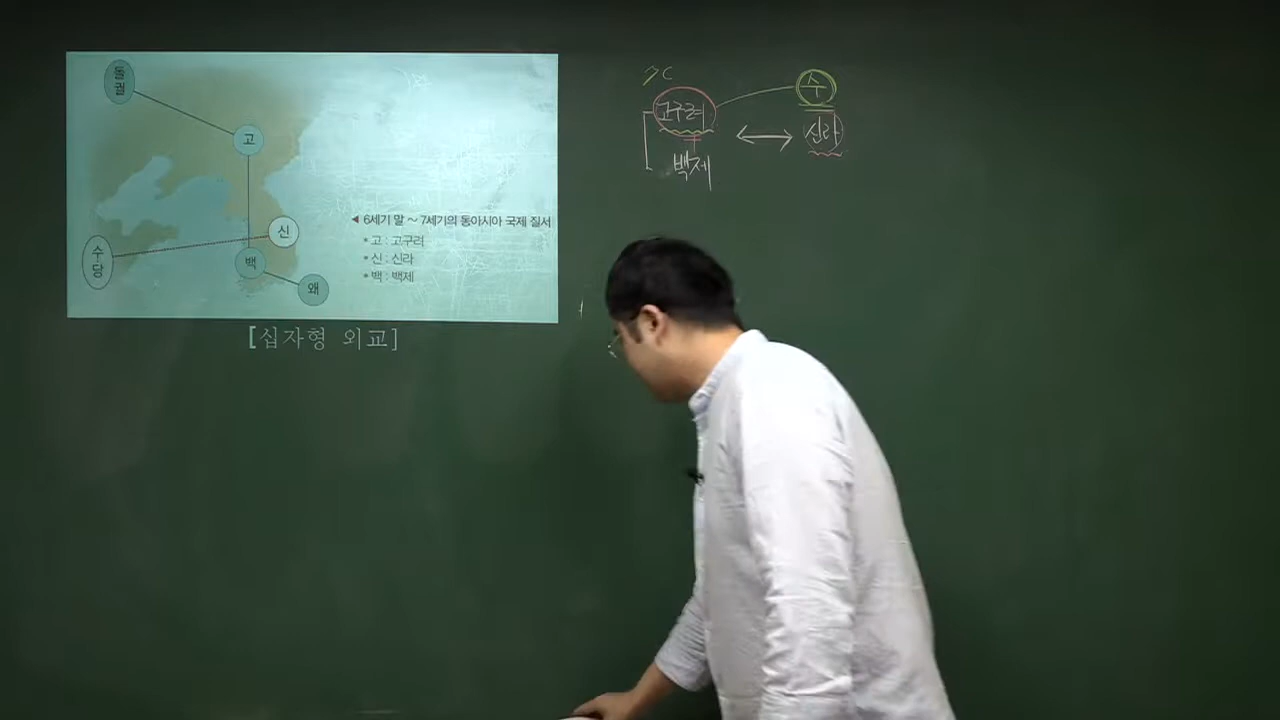 돌궐
고
신
수당
백
왜
◀ 6세기 말 ~ 7세기의 동아시아 국제 질서
• 고 : 고구려
• 신 : 신라
• 백 : 백제
[십자형 외교]
7C
고구려
수
신라
백제